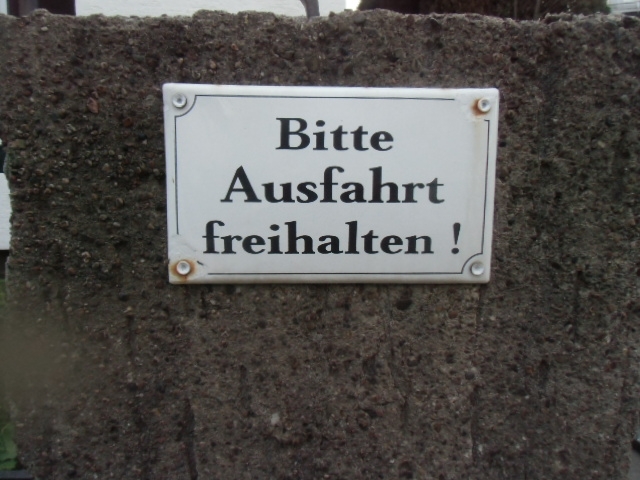 Bitte
Ausfahrt
freihalten !